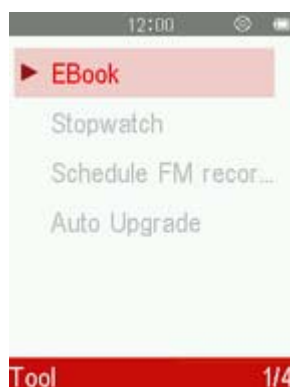 12:00
EBook
Stopwatch
Schedule FM recor...
Auto Upgrade
Tool 1/4